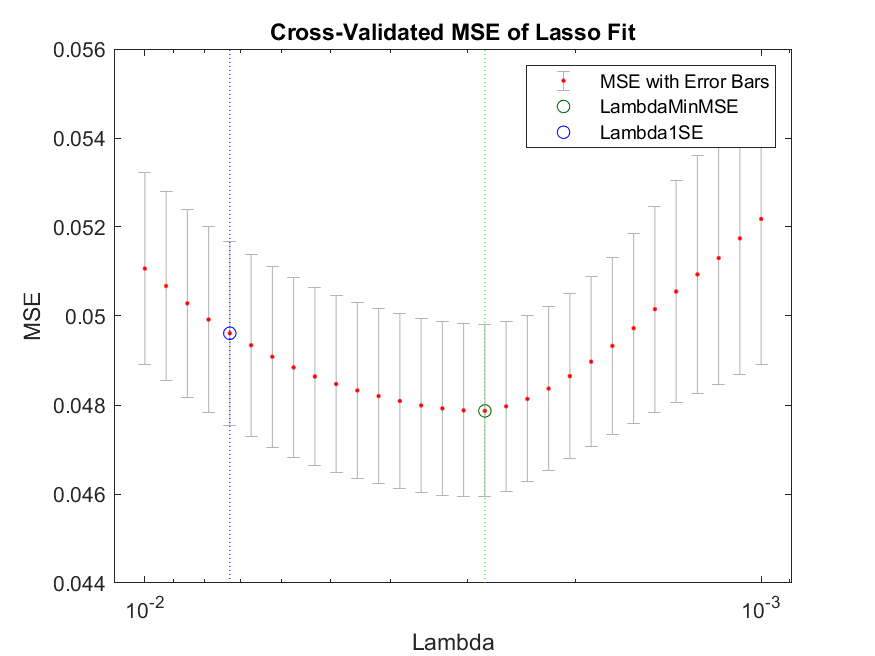 Cross-Validated MSE of Lasso Fit
0.056
0.054
0.052
0.05
0.048
0.046
0.044
MSE
MSE with Error Bars
LambdaMinMSE
Lambda1SE
10-2
10-3
Lambda